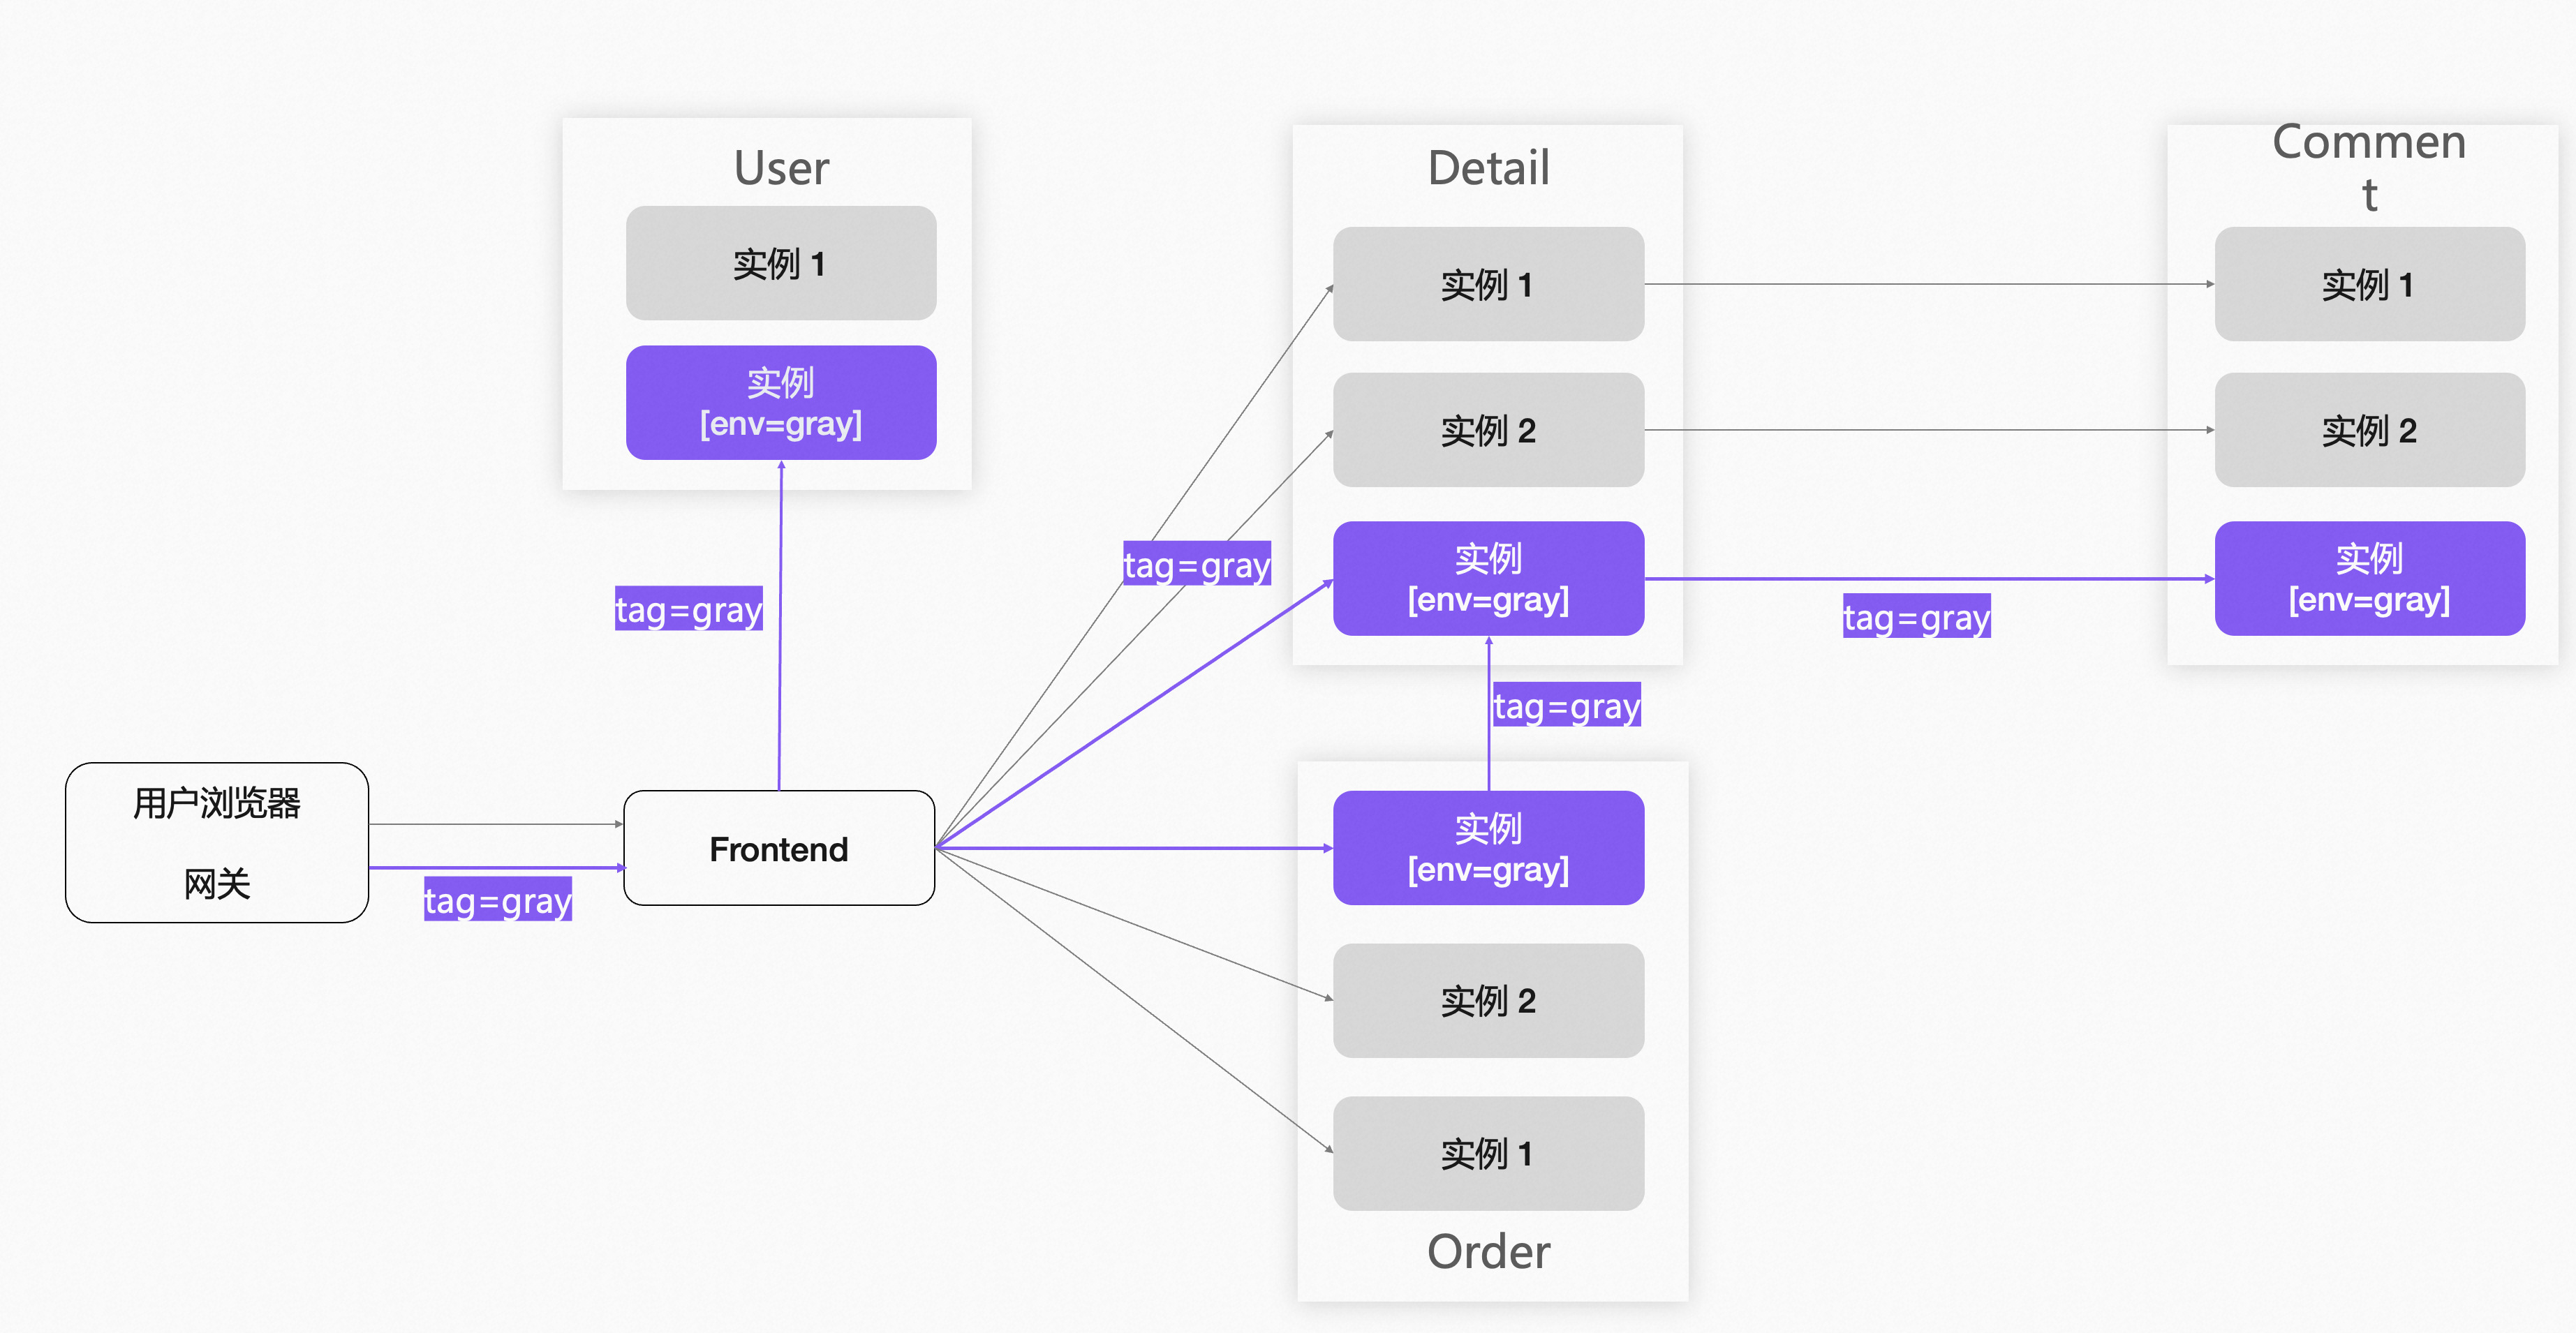 User
实例 1
实例
[env=gray]
tag=gray
用户浏览器
网关
tag=gray
Frontend
tag=gray
Detail
实例 1
实例 2
实例
[env=gray]
tag=gray
实例
[env=gray]
实例 2
实例 1
Order
tag=gray
Commen
t
实例 1
实例 2
实例
[env=gray]